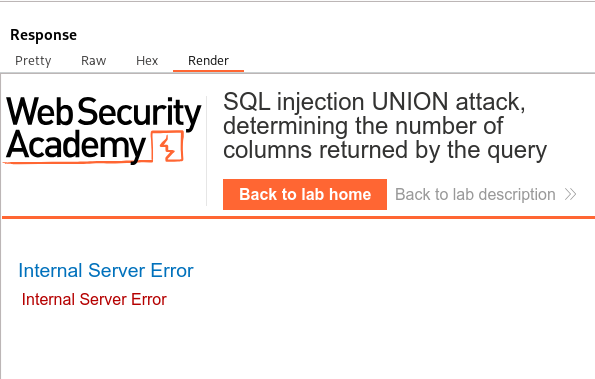 Response
Pretty Raw Hex Render
Web Security
Academy
SQL injection UNION attack,
determining the number of
columns returned by the query
Back to lab home Back to lab description
Internal Server Error
Internal Server Error